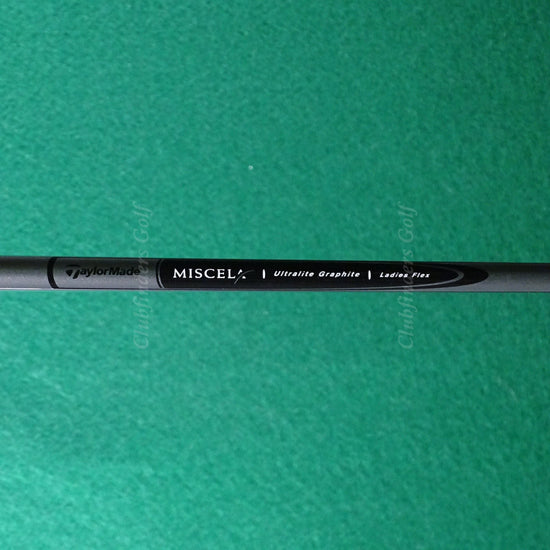 TaylorMade MISCELA | Ultralite Graphite | Ladies Flex
Clubfinders Golf
Clubfinders Golf